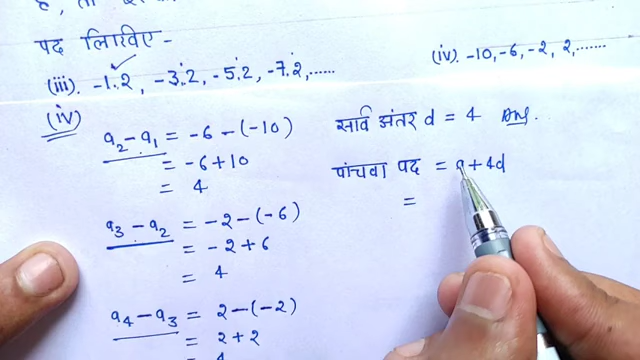 है, तो
पद लिखिए-
(iii). -1.2, -3.2, -5.2, -7.2,......
(iv). -10, -6, -2, 2,.......
(iv)
a₂-a₁ = -6-(-10)
= -6+10
= 4
a₃-a₂ = -2-(-6)
= -2+6
= 4
a₄-a₃ = 2-(-2)
= 2+2
= 4
सार्व अंतर d = 4 Ans.
पांचवा पद = a+4d
=